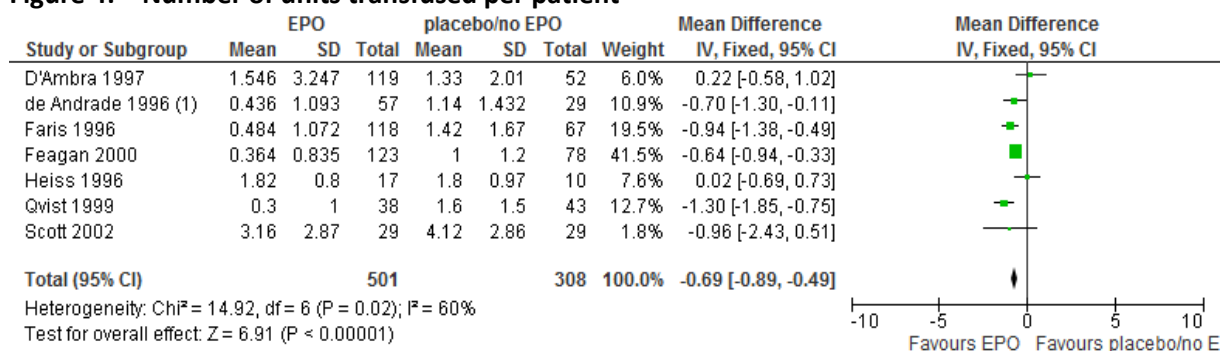 Figure 4. Number of units transfused per patient
EPO placebo/no EPO Mean Difference Mean Difference
Study or Subgroup Mean SD Total Mean SD Total Weight IV, Fixed, 95% CI IV, Fixed, 95% CI
D'Ambra 1997 1.546 3.247 119 1.33 2.01 52 6.0% 0.22 [-0.58, 1.02]
de Andrade 1996 (1) 0.436 1.093 57 1.14 1.432 29 10.9% -0.70 [-1.30, -0.11]
Faris 1996 0.484 1.072 118 1.42 1.67 67 19.5% -0.94 [-1.38, -0.49]
Feagan 2000 0.364 0.835 123 1 1.2 78 41.5% -0.64 [-0.94, -0.33]
Heiss 1996 1.82 0.8 17 1.8 0.97 10 7.6% 0.02 [-0.69, 0.73]
Qvist 1999 0.3 1 38 1.6 1.5 43 12.7% -1.30 [-1.85, -0.75]
Scott 2002 3.16 2.87 29 4.12 2.86 29 1.8% -0.96 [-2.43, 0.51]
Total (95% CI) 501 308 100.0% -0.69 [-0.89, -0.49]
Heterogeneity: Chi² = 14.92, df = 6 (P = 0.02); I² = 60%
Test for overall effect: Z = 6.91 (P < 0.00001)
-10 -5 0 5 10
Favours EPO Favours placebo/no E